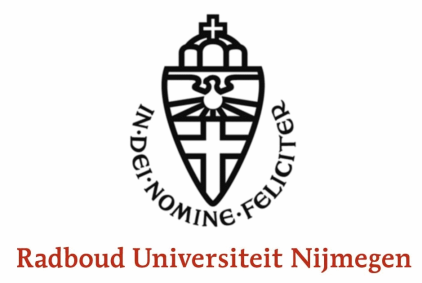 IN·DEI·NOMINE·FELICITER
Radboud Universiteit Nijmegen